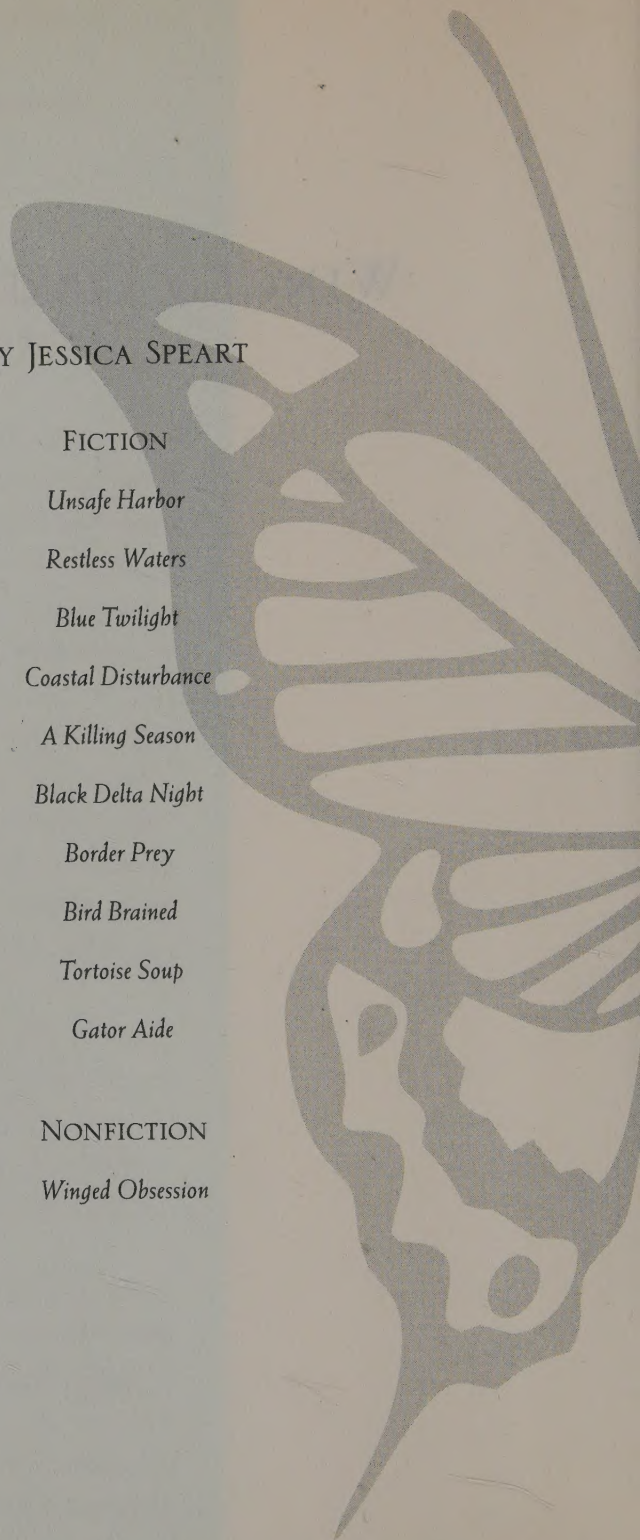 Y JESSICA SPEART
FICTION
Unsafe Harbor
Restless Waters
Blue Twilight
Coastal Disturbance
A Killing Season
Black Delta Night
Border Prey
Bird Brained
Tortoise Soup
Gator Aide
NONFICTION
Winged Obsession